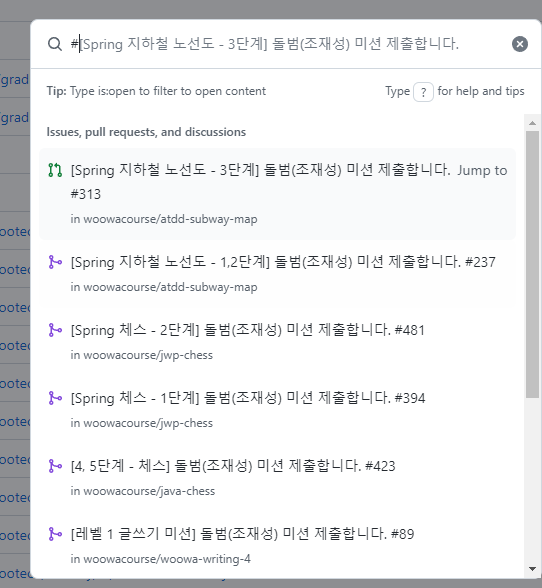 #[Spring 지하철 노선도 - 3단계] 돌범(조재성) 미션 제출합니다.
Tip: Type is:open to filter to open content
Type ? for help and tips
Issues, pull requests, and discussions
[Spring 지하철 노선도 - 3단계] 돌범(조재성) 미션 제출합니다. Jump to
#313
in woowacourse/atdd-subway-map
[Spring 지하철 노선도 - 1,2단계] 돌범(조재성) 미션 제출합니다. #237
in woowacourse/atdd-subway-map
[Spring 체스 - 2단계] 돌범(조재성) 미션 제출합니다. #481
in woowacourse/jwp-chess
[Spring 체스 - 1단계] 돌범(조재성) 미션 제출합니다. #394
in woowacourse/jwp-chess
[4, 5단계 - 체스] 돌범(조재성) 미션 제출합니다. #423
in woowacourse/java-chess
[레벨 1 글쓰기 미션] 돌범(조재성) 미션 제출합니다. #89
in woowacourse/woowa-writing-4
/grad
/grad
ooted
ooted
ooted
ooted
ooted
ooted
ooted
ooted